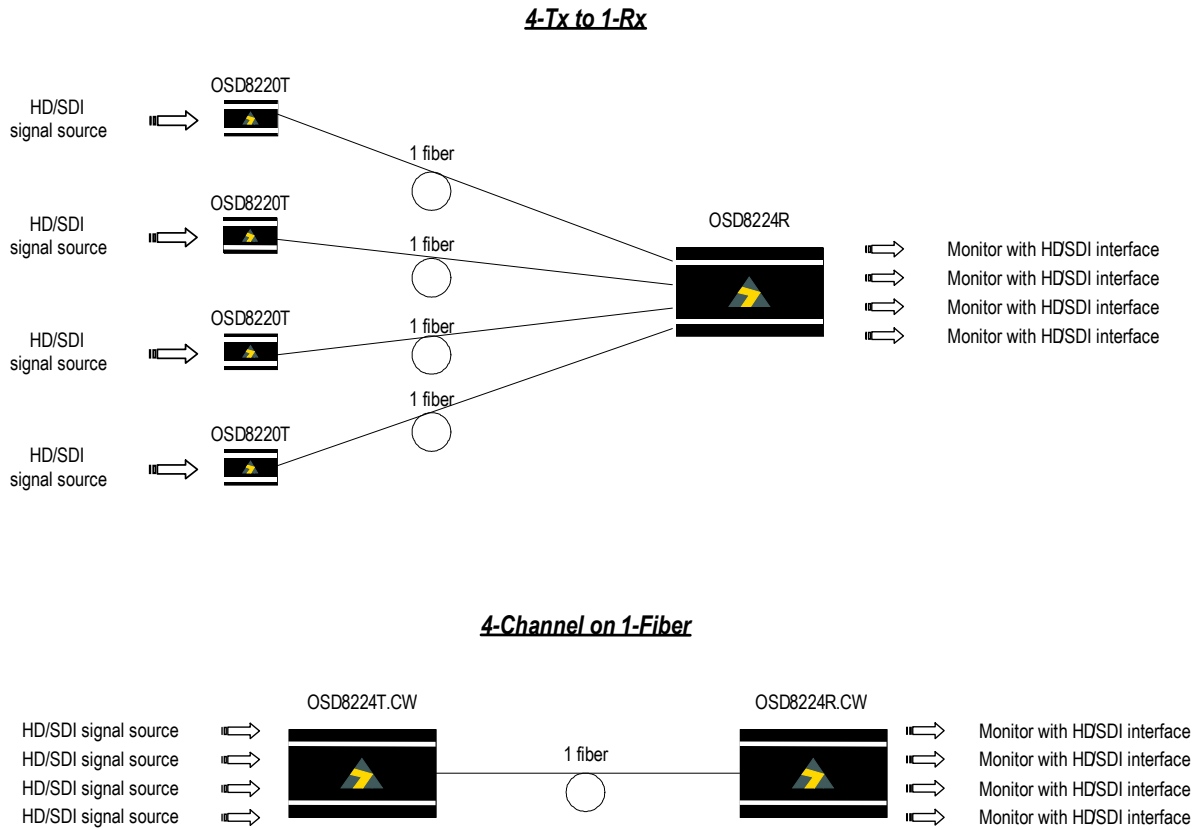 4-Tx to 1-Rx
OSD8220T
HD/SDI
signal source
1 fiber
OSD8220T
HD/SDI
signal source
1 fiber
OSD8224R
Monitor with HD/SDI interface
Monitor with HD/SDI interface
Monitor with HD/SDI interface
Monitor with HD/SDI interface
OSD8220T
HD/SDI
signal source
1 fiber
OSD8220T
HD/SDI
signal source
1 fiber
4-Channel on 1-Fiber
OSD8224T.CW
HD/SDI signal source
HD/SDI signal source
HD/SDI signal source
HD/SDI signal source
1 fiber
OSD8224R.CW
Monitor with HD/SDI interface
Monitor with HD/SDI interface
Monitor with HD/SDI interface
Monitor with HD/SDI interface